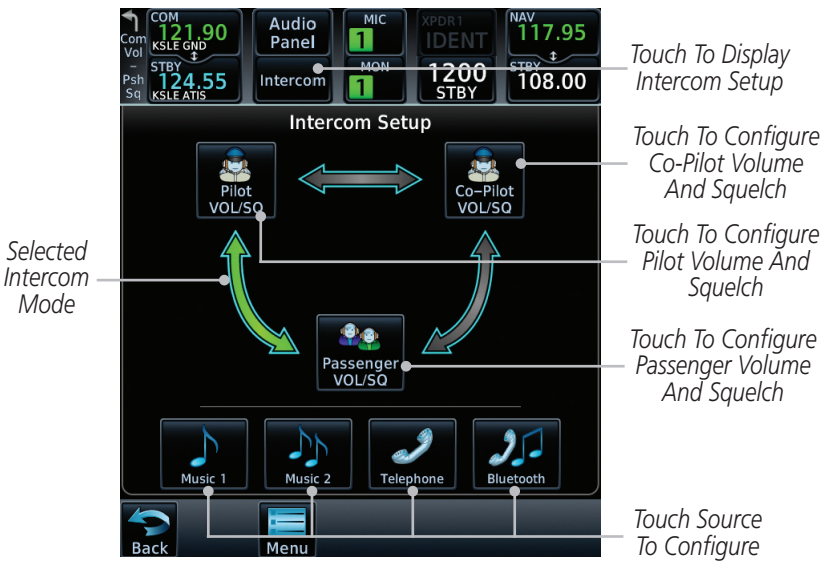 COM
121.90
KSLE GND
Com
Vol
–
Psh
Sq
STBY
124.55
KSLE ATIS
Audio
Panel
Intercom
MIC
1
MON
1
XPDR1
IDENT
1200
STBY
NAV
117.95
STBY
108.00
Touch To Display
Intercom Setup
Intercom Setup
Pilot
VOL/SQ
Co-Pilot
VOL/SQ
Touch To Configure
Co-Pilot Volume
And Squelch
Touch To Configure
Pilot Volume And
Squelch
Selected
Intercom
Mode
Passenger
VOL/SQ
Touch To Configure
Passenger Volume
And Squelch
Music 1
Music 2
Telephone
Bluetooth
Back
Menu
Touch Source
To Configure